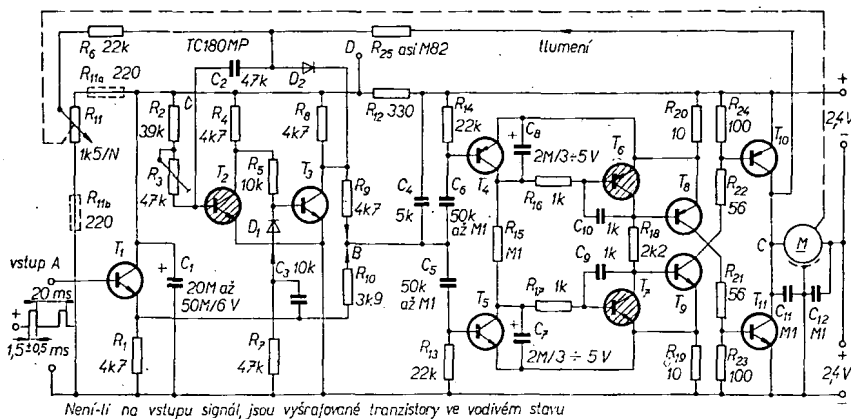 R6 22k
TC180MP
R25 asi M82
tlumení
R11a 220
C2 47k
D2
D
R12 330
R11
1k5/N
R2
39k
R3
47k
R4
4k7
T2
R5
10k
D1
R8
4k7
T3
R9
4k7
B
R10
3k9
R11b
220
T1
vstup A
20 ms
1,5±0,5 ms
C1
20M až
50M/6 V
C3 10k
R1
4k7
R7
4,7k
C4
5k
C6
50k
až M1
C5
50k
až M1
R14
22k
R13
22k
T4
T5
C8
2M/3÷5V
R16 1k
C10 1k
R15
M1
R17 1k
C9 1k
C7
2M/3÷5V
T6
T7
R18
2k2
T8
T9
R20
10
R19
10
R24
100
R22
56
R21
56
R23
100
T10
T11
C
M
C11
M1
C12
M1
2,4V
2,4V
Není-li na vstupu signál, jsou vyšrafované tranzistory ve vodivém stavu